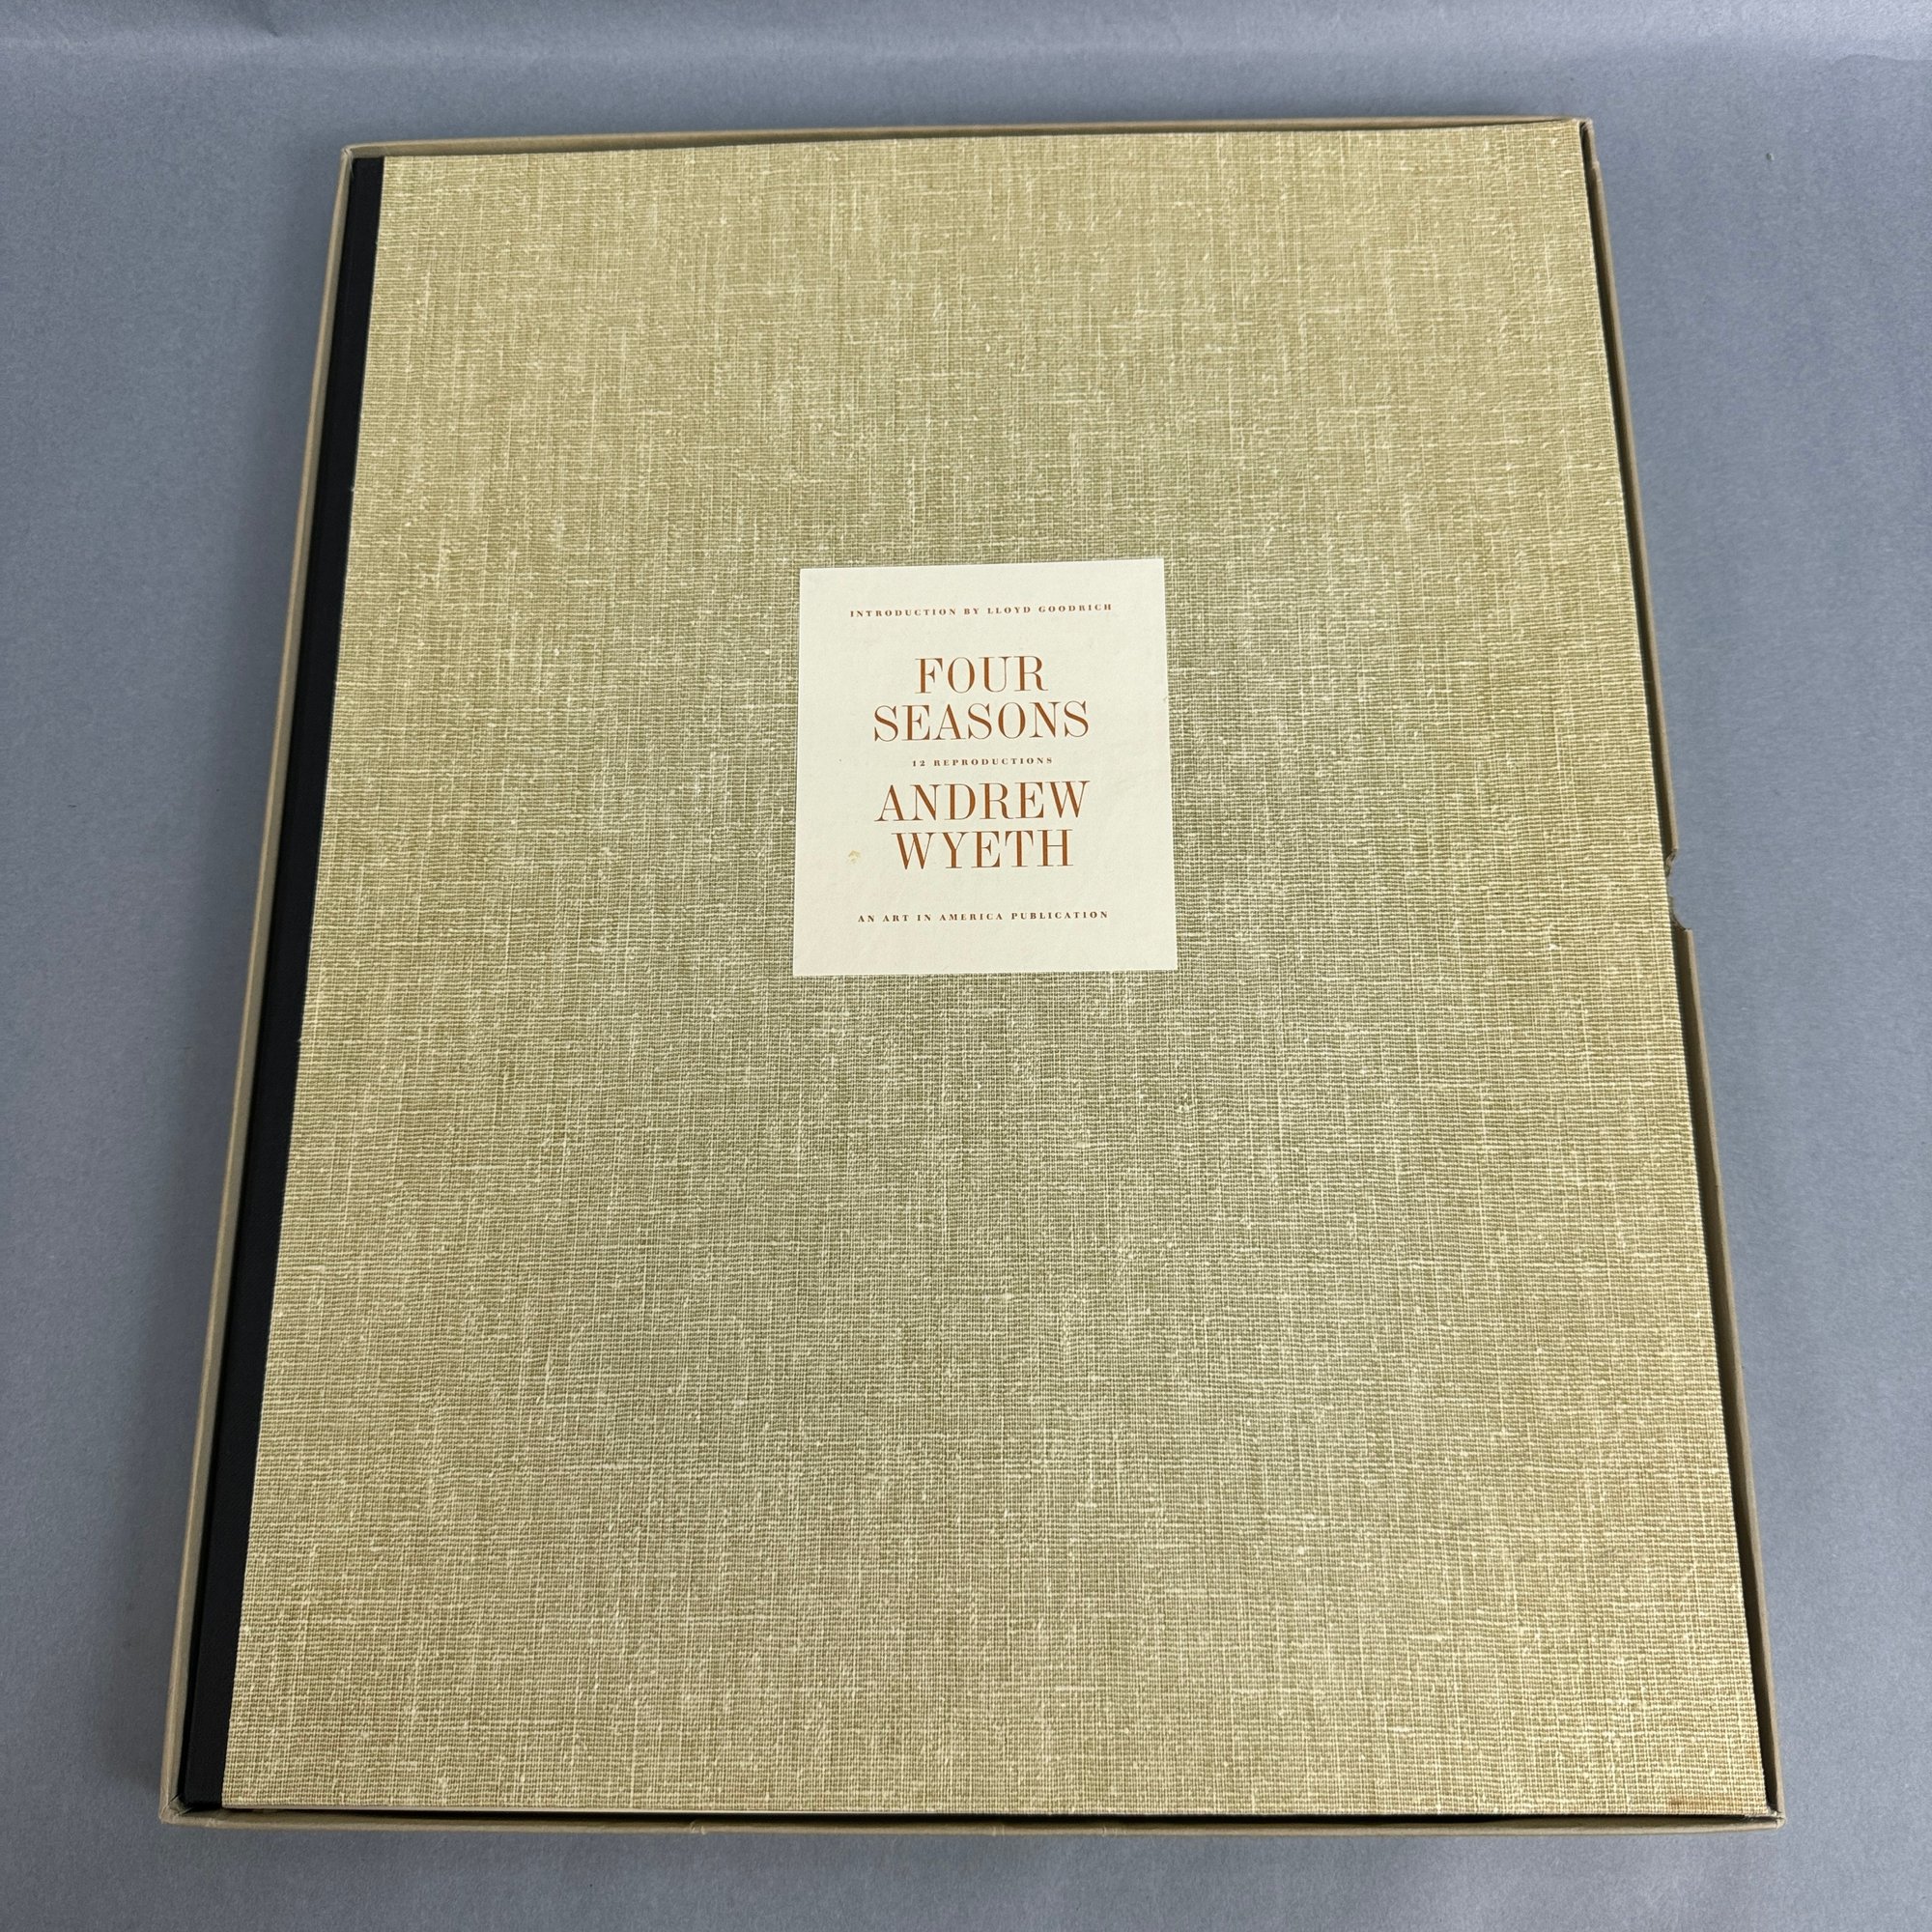 INTRODUCTION BY LLOYD GOODRICH
FOUR
SEASONS
12 REPRODUCTIONS
ANDREW
WYETH
AN ART IN AMERICA PUBLICATION